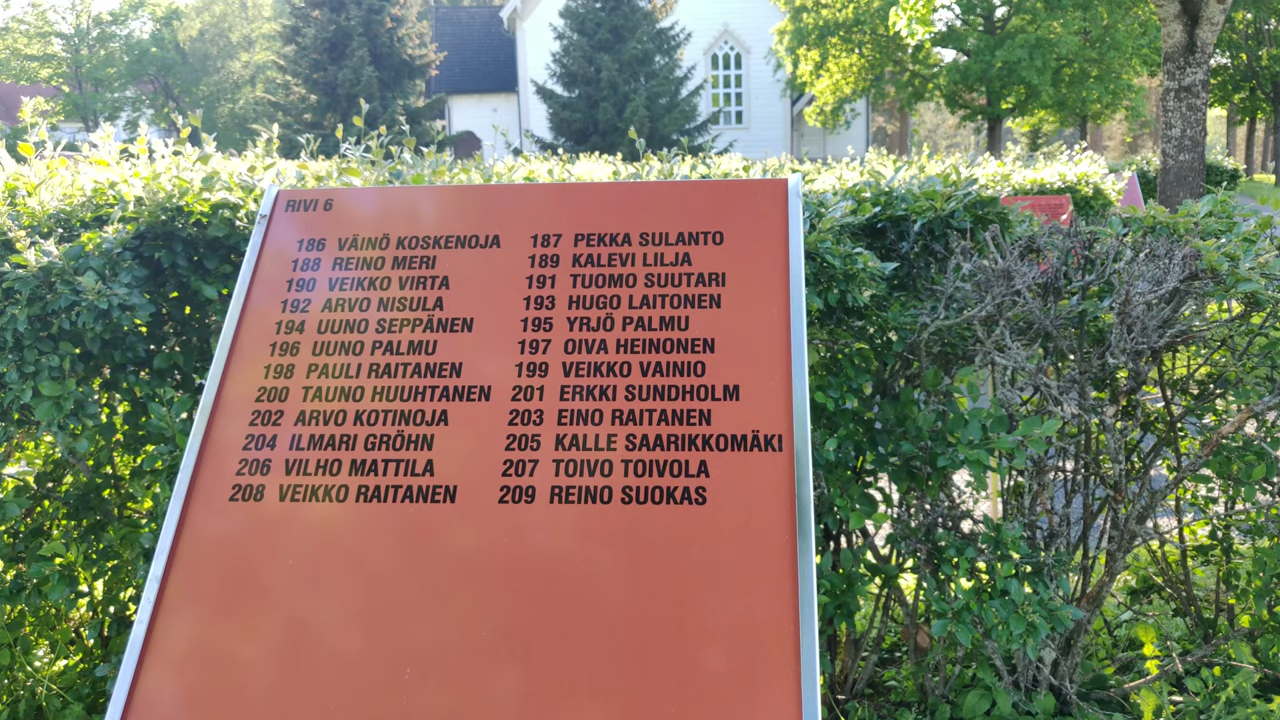 RIVI 6
186 VÄINÖ KOSKENOJA 187 PEKKA SULANTO
188 REINO MERI 189 KALEVI LILJA
190 VEIKKO VIRTA 191 TUOMO SUUTARI
192 ARVO NISULA 193 HUGO LAITONEN
194 UUNO SEPPÄNEN 195 YRJÖ PALMU
196 UUNO PALMU 197 OIVA HEINONEN
198 PAULI RAITANEN 199 VEIKKO VAINIO
200 TAUNO HUUHTANEN 201 ERKKI SUNDHOLM
202 ARVO KOTINOJA 203 EINO RAITANEN
204 ILMARI GRÖHN 205 KALLE SAARIKKOMÄKI
206 VILHO MATTILA 207 TOIVO TOIVOLA
208 VEIKKO RAITANEN 209 REINO SUOKAS